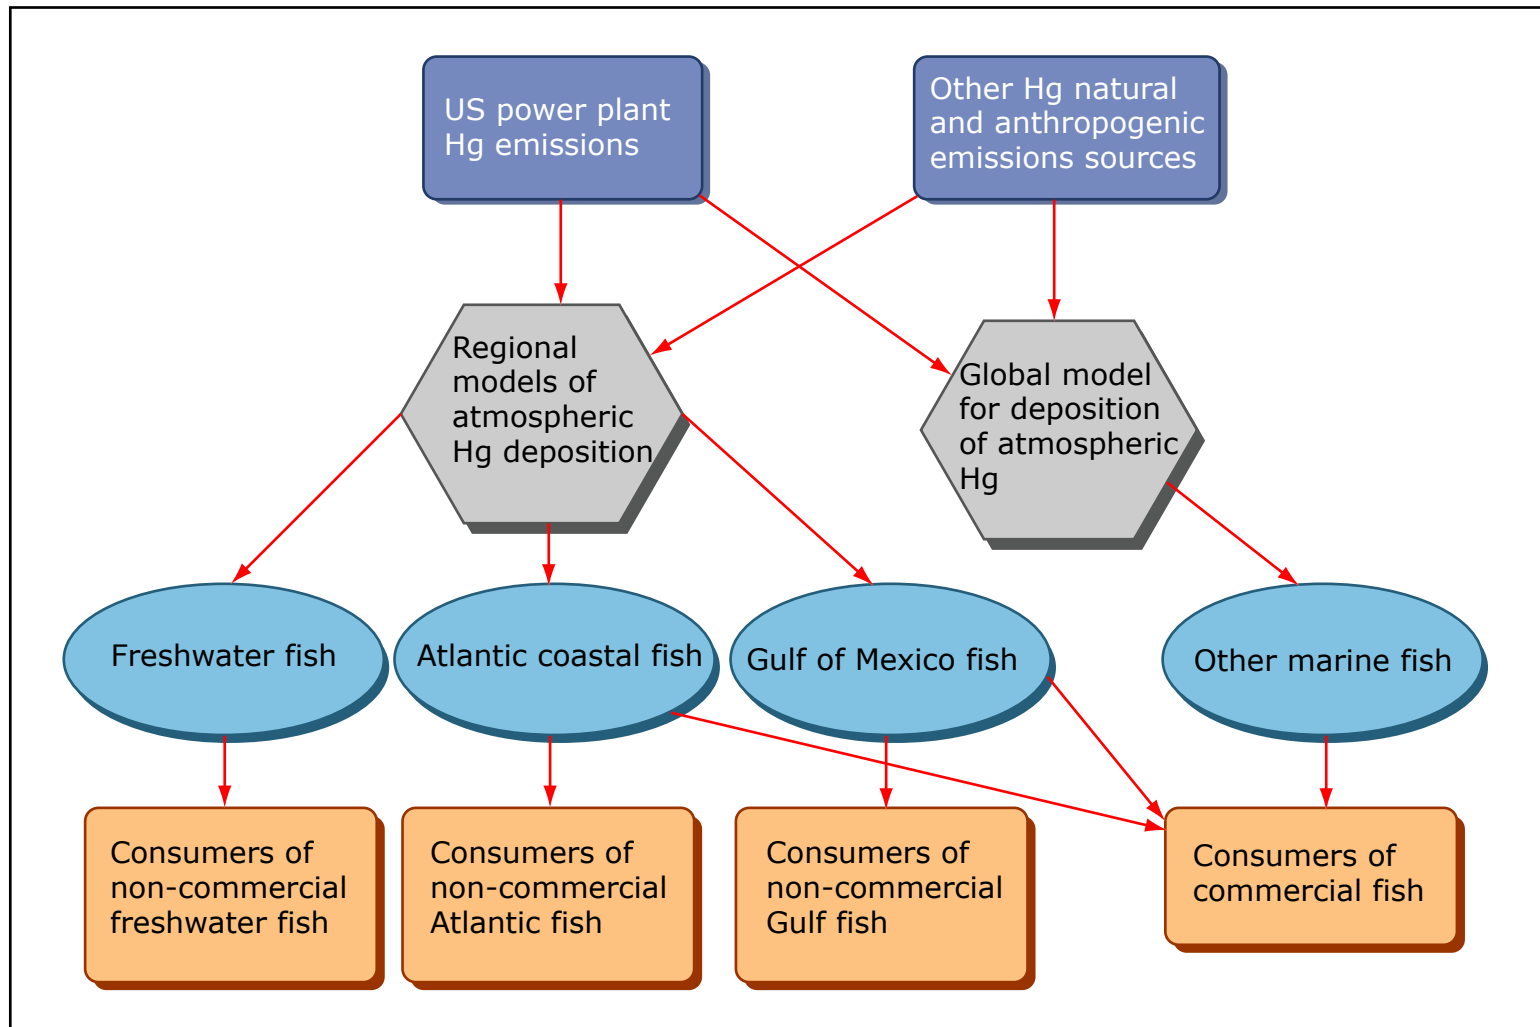 US power plant
Hg emissions
Other Hg natural
and anthropogenic
emissions sources
Regional
models of
atmospheric
Hg deposition
Global model
for deposition
of atmospheric
Hg
Freshwater fish
Atlantic coastal fish
Gulf of Mexico fish
Other marine fish
Consumers of
non-commercial
freshwater fish
Consumers of
non-commercial
Atlantic fish
Consumers of
non-commercial
Gulf fish
Consumers of
commercial fish